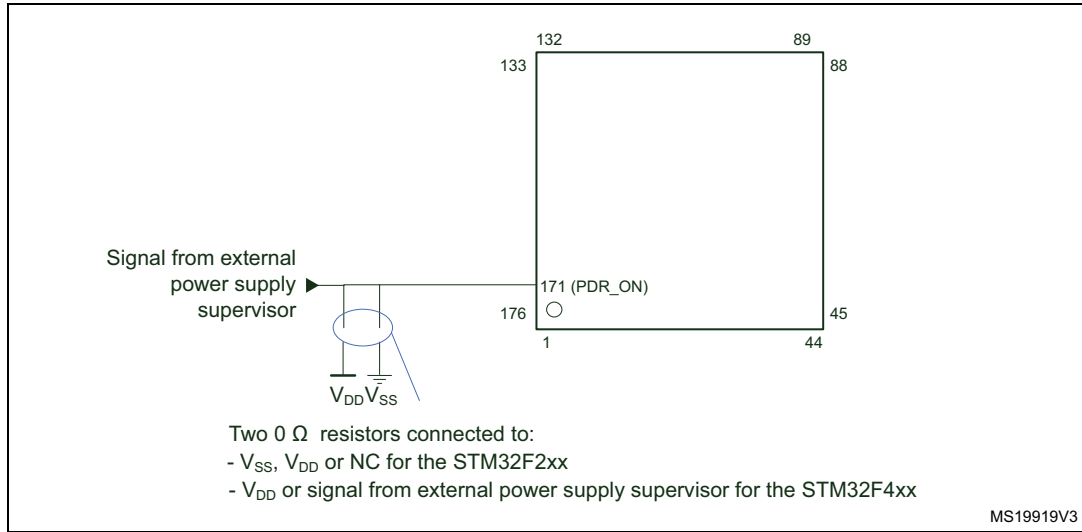 132 89
133 88
Signal from external
power supply
supervisor
171 (PDR_ON)
176 45
1 44
VDD VSS
Two 0 Ω resistors connected to:
- VSS, VDD or NC for the STM32F2xx
- VDD or signal from external power supply supervisor for the STM32F4xx
MS19919V3